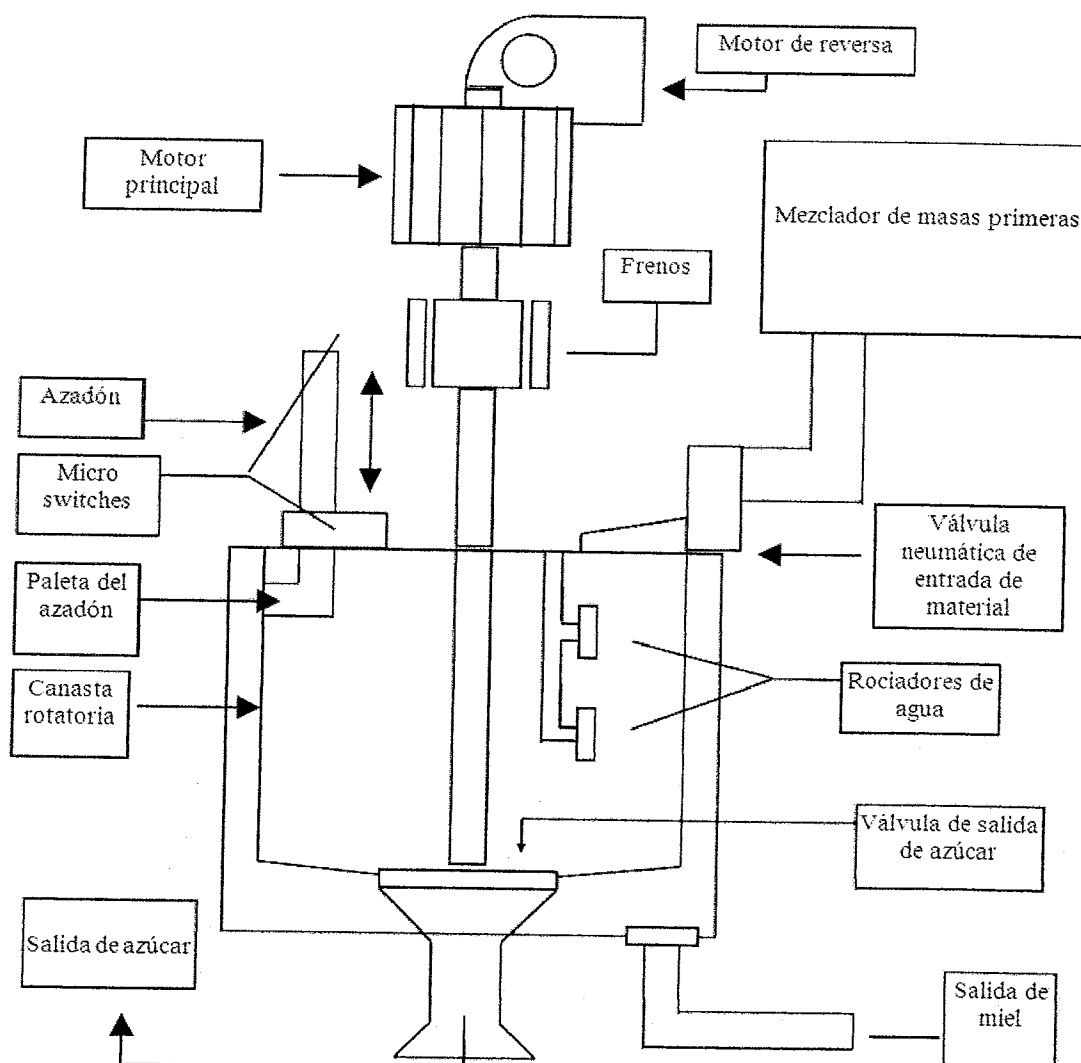 Motor de reversa
Motor
principal
Mezclador de masas primeras
Frenos
Azadón
Micro
switches
Válvula
neumática de
entrada de
material
Paleta del
azadón
Canasta
rotatoria
Rociadores de
agua
Válvula de salida
de azúcar
Salida de azúcar
Salida de
miel